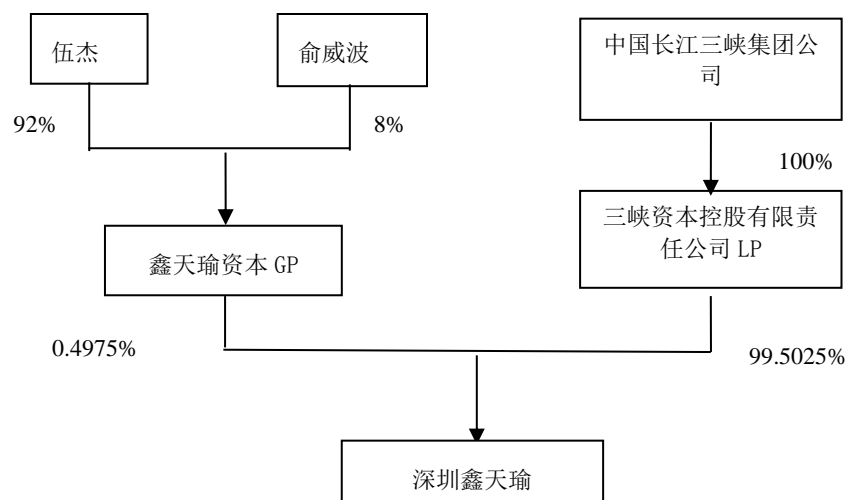 伍杰
俞威波
中国长江三峡集团公
司
92%
8%
100%
鑫天瑜资本 GP
三峡资本控股有限责
任公司 LP
0.4975%
99.5025%
深圳鑫天瑜